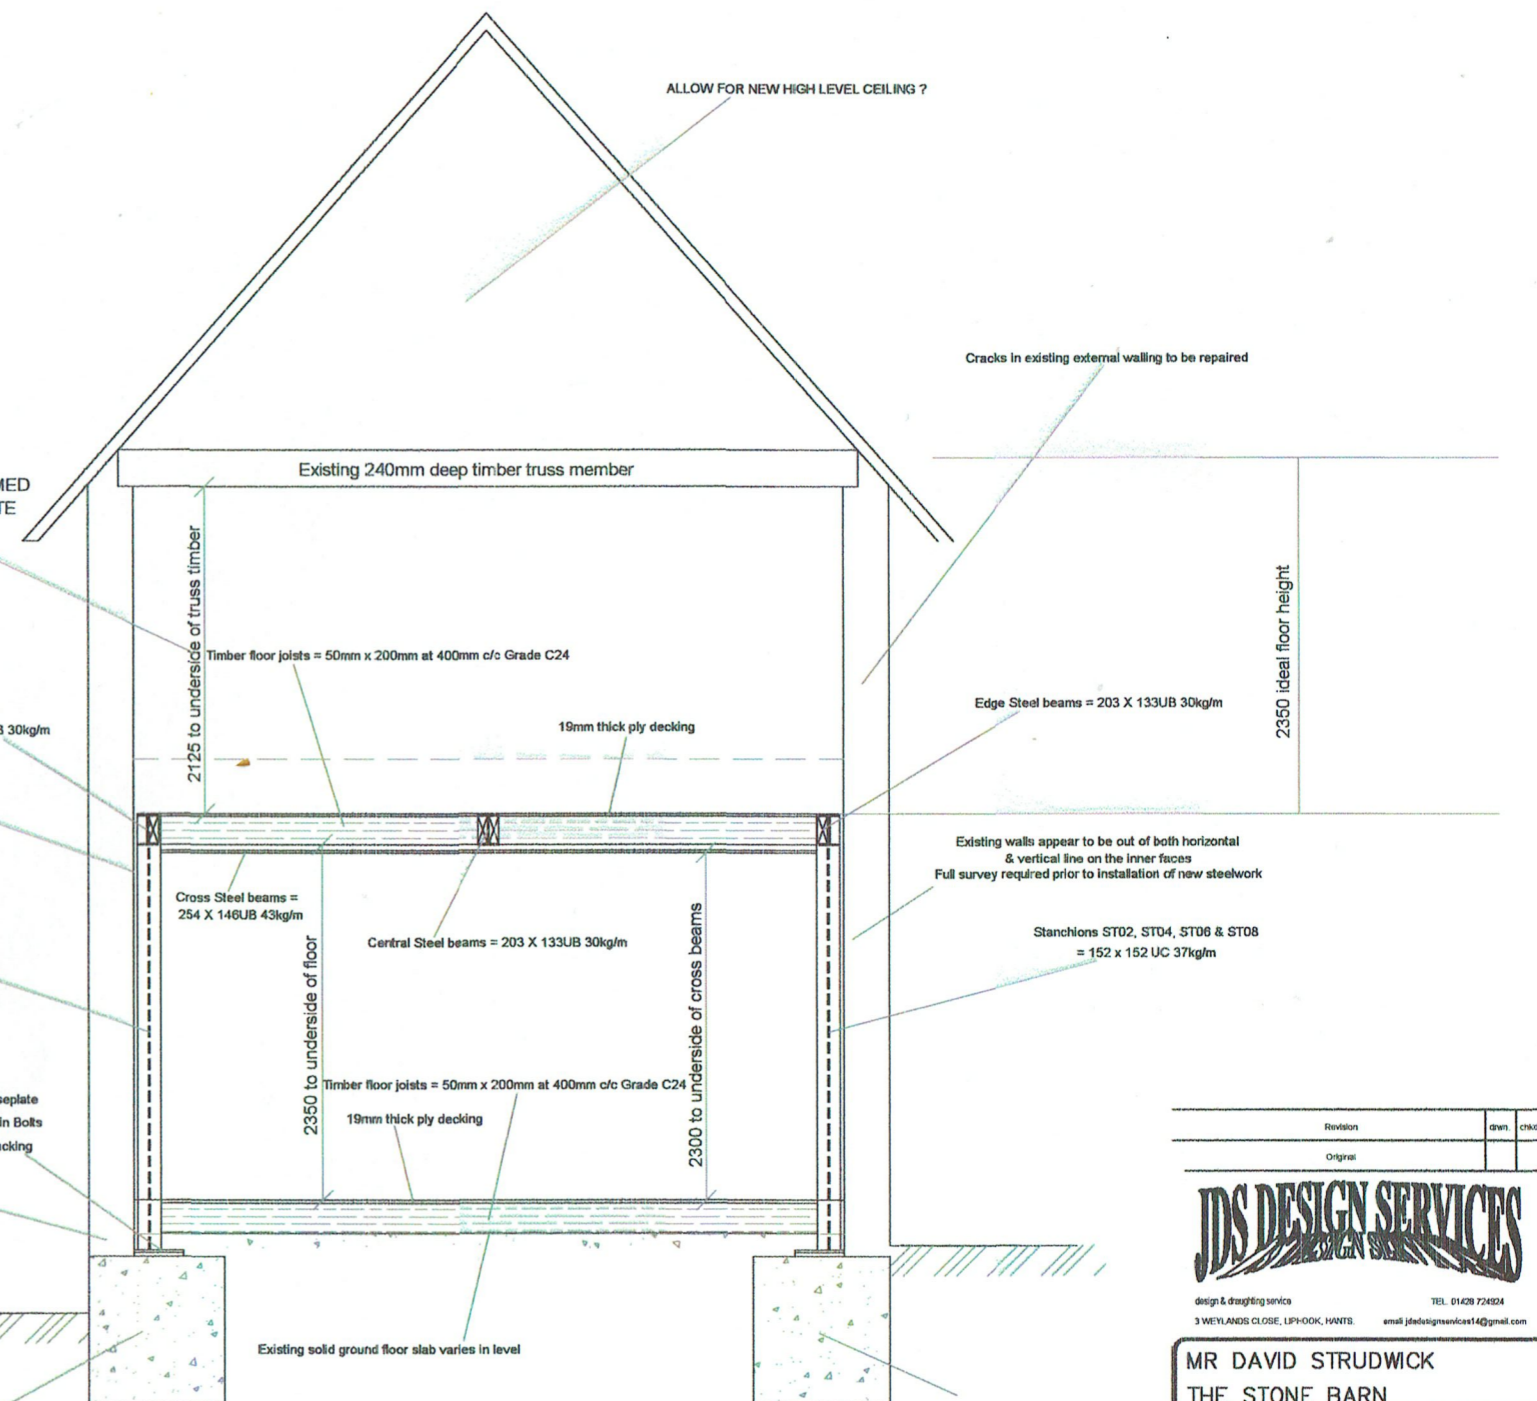 ALLOW FOR NEW HIGH LEVEL CEILING ?
Cracks in existing external walling to be repaired
Existing 240mm deep timber truss member
2125 to underside of truss timber
2350 ideal floor height
Timber floor joists = 50mm x 200mm at 400mm c/c Grade C24
30kg/m
19mm thick ply decking
Edge Steel beams = 203 X 133UB 30kg/m
Existing walls appear to be out of both horizontal
& vertical line on the inner faces
Full survey required prior to installation of new steelwork
Cross Steel beams =
254 X 146UB 43kg/m
Central Steel beams = 203 X 133UB 30kg/m
Stanchions ST02, ST04, ST06 & ST08
= 152 x 152 UC 37kg/m
2350 to underside of floor
2300 to underside of cross beams
Timber floor joists = 50mm x 200mm at 400mm c/c Grade C24
19mm thick ply decking
seplate
in Bolts
cking
Existing solid ground floor slab varies in level
Revision drwn.
Original
JDS DESIGN SERVICES
design & draughting service TEL. 01428 724924
3 WEYLANDS CLOSE, LIPHOOK, HANTS. email jdsdesignservices14@gmail.com
MR DAVID STRUDWICK
THE STONE BARN